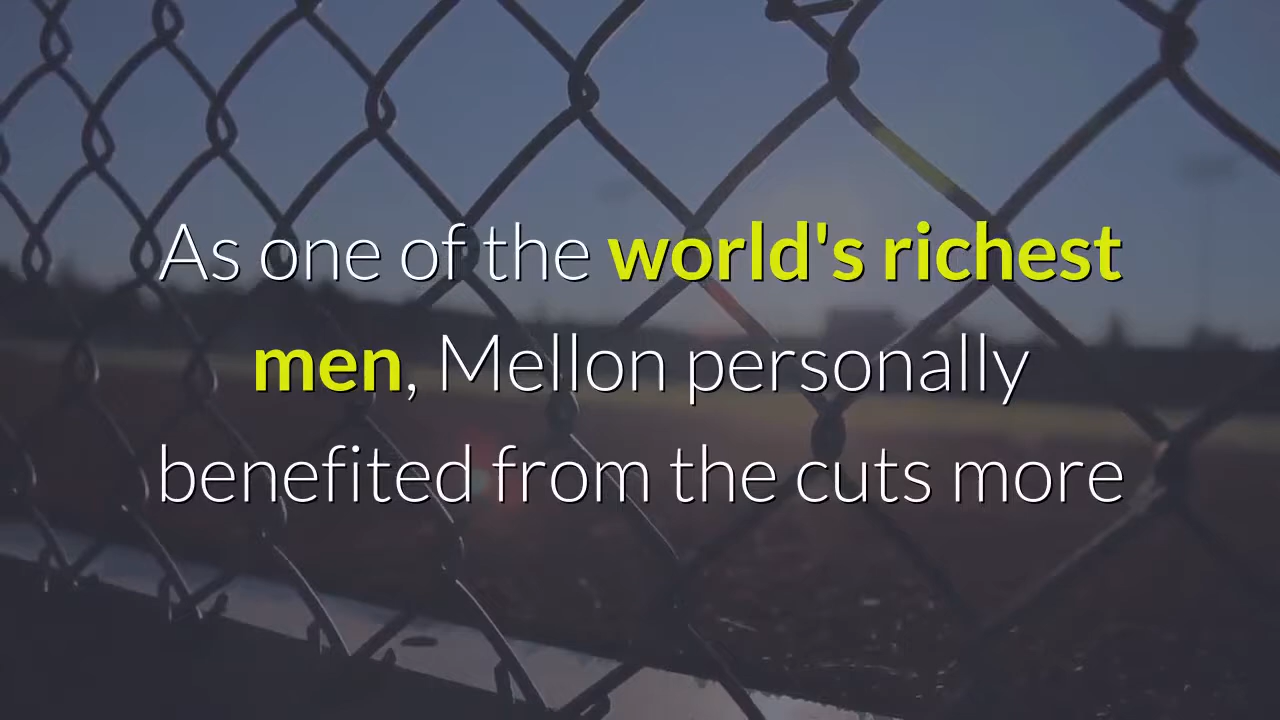 As one of the world's richest
men, Mellon personally
benefited from the cuts more